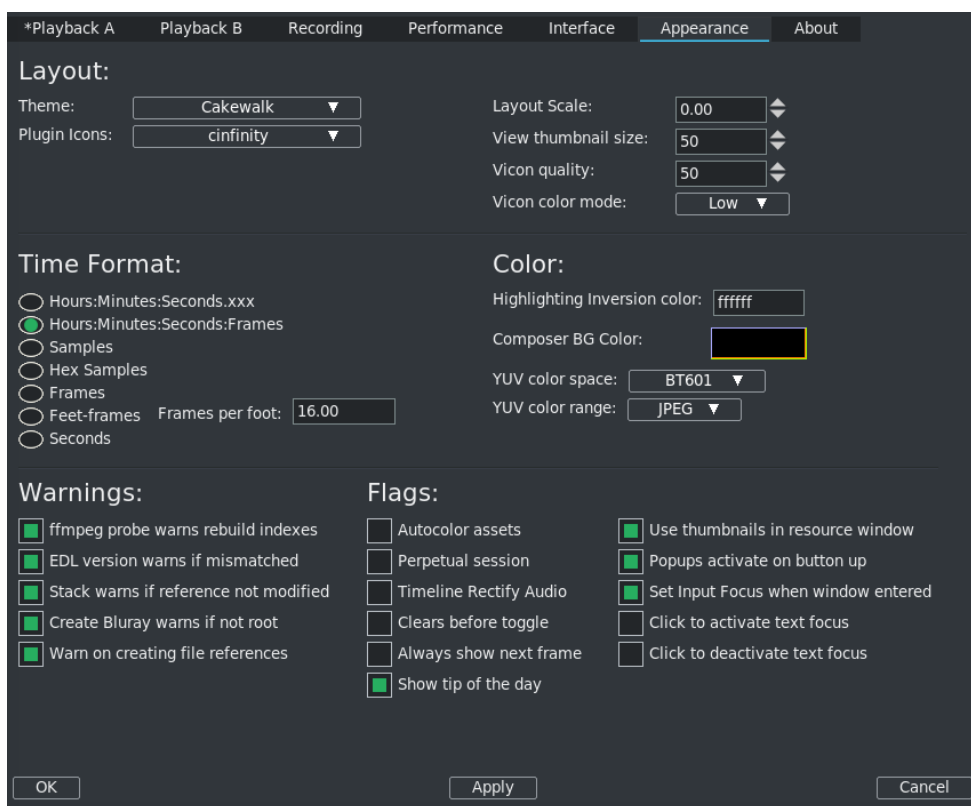 *Playback A Playback B Recording Performance Interface Appearance About
Layout:
Theme: Cakewalk
Plugin Icons: cinfinity
Layout Scale: 0.00
View thumbnail size: 50
Vicon quality: 50
Vicon color mode: Low
Time Format:
Hours:Minutes:Seconds.xxx
Hours:Minutes:Seconds:Frames
Samples
Hex Samples
Frames
Feet-frames Frames per foot: 16.00
Seconds
Color:
Highlighting Inversion color: ffffff
Composer BG Color:
YUV color space: BT601
YUV color range: JPEG
Warnings:
ffmpeg probe warns rebuild indexes
EDL version warns if mismatched
Stack warns if reference not modified
Create Bluray warns if not root
Warn on creating file references
Flags:
Autocolor assets
Perpetual session
Timeline Rectify Audio
Clears before toggle
Always show next frame
Show tip of the day
Use thumbnails in resource window
Popups activate on button up
Set Input Focus when window entered
Click to activate text focus
Click to deactivate text focus
OK Apply Cancel